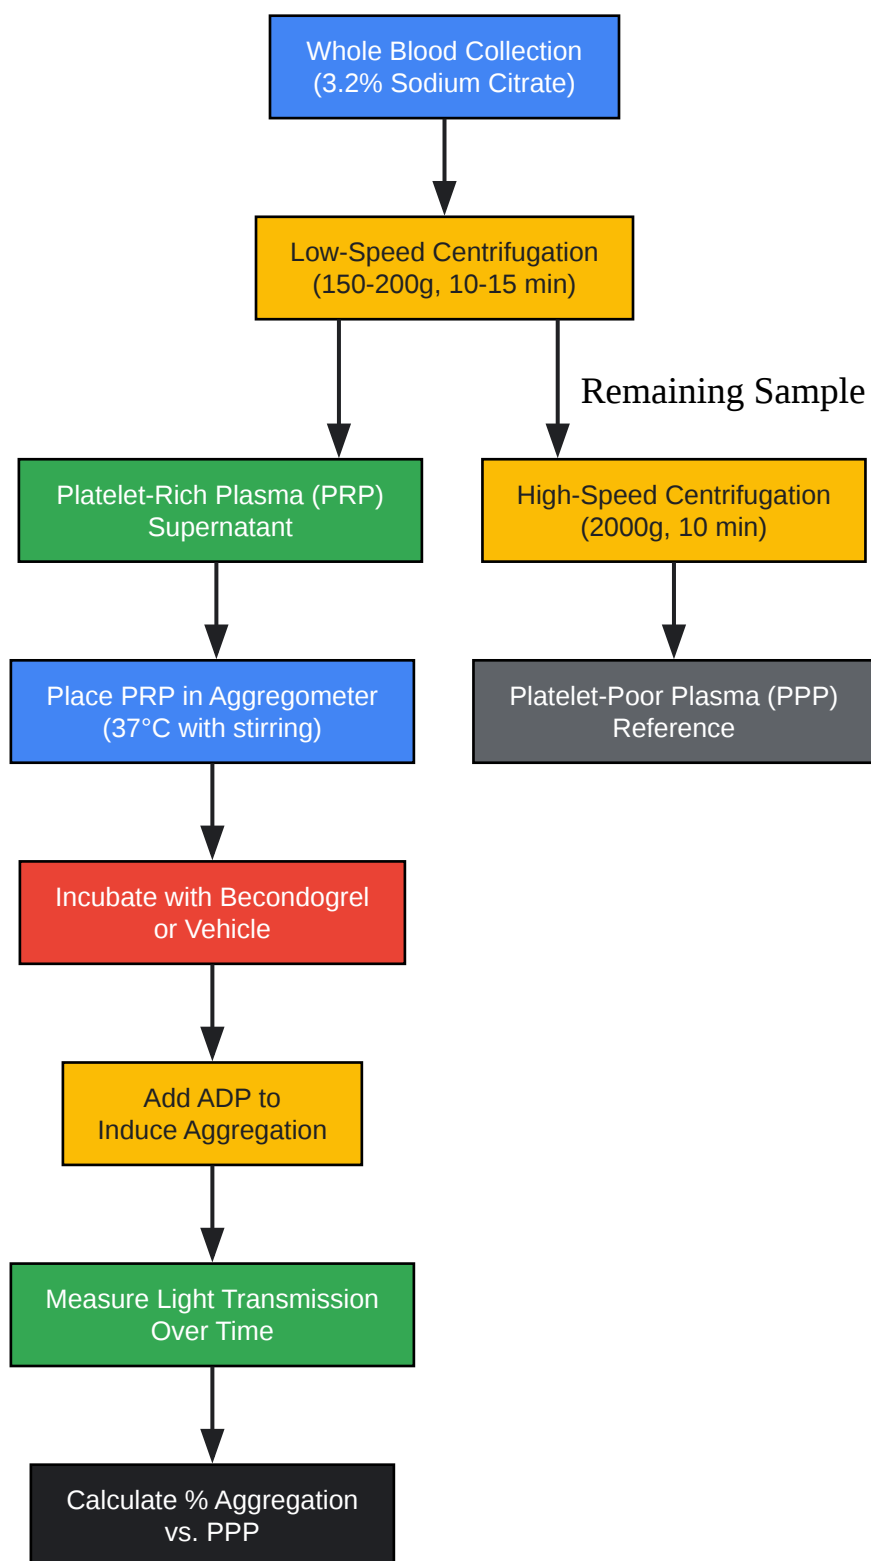 Whole Blood Collection
(3.2% Sodium Citrate)
Low-Speed Centrifugation
(150-200g, 10-15 min)
Remaining Sample
Platelet-Rich Plasma (PRP)
Supernatant
High-Speed Centrifugation
(2000g, 10 min)
Place PRP in Aggregometer
(37°C with stirring)
Platelet-Poor Plasma (PPP)
Reference
Incubate with Becondogrel
or Vehicle
Add ADP to
Induce Aggregation
Measure Light Transmission
Over Time
Calculate % Aggregation
vs. PPP